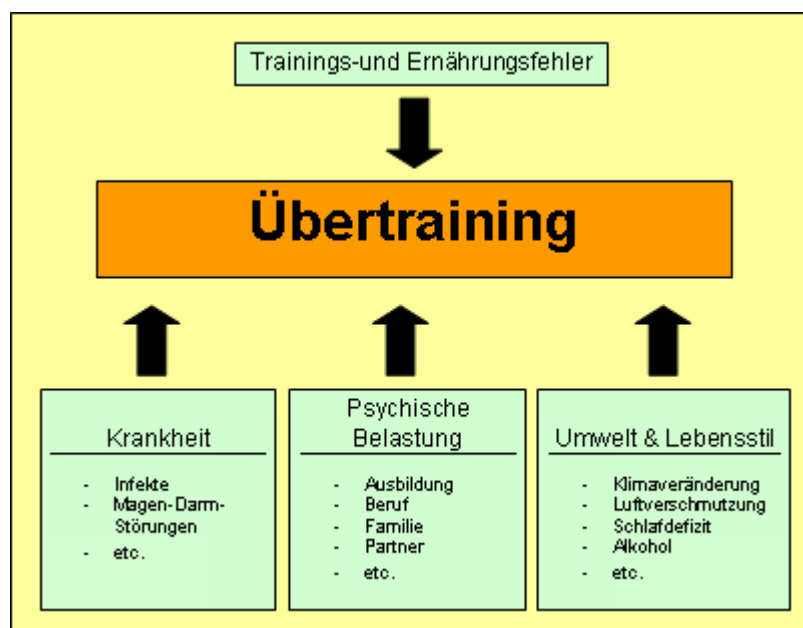 Trainings-und Ernährungsfehler
Übertraining
Krankheit
- Infekte
- Magen-Darm-
Störungen
- etc.
Psychische
Belastung
- Ausbildung
- Beruf
- Familie
- Partner
- etc.
Umwelt & Lebensstil
- Klimaveränderung
- Luftverschmutzung
- Schlafdefizit
- Alkohol
- etc.